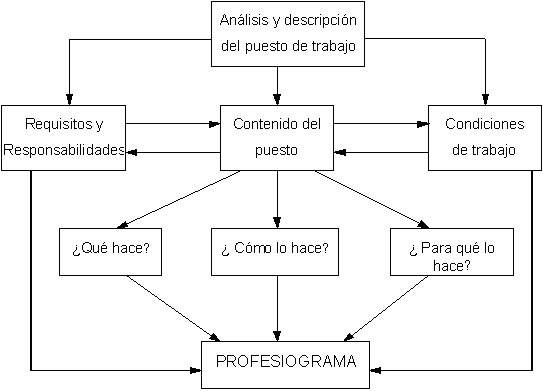 Análisis y descripción
del puesto de trabajo
Requisitos y
Responsabilidades
Contenido del
puesto
Condiciones
de trabajo
¿Qué hace?
¿ Cómo lo hace?
¿ Para qué lo
hace?
PROFESIOGRAMA